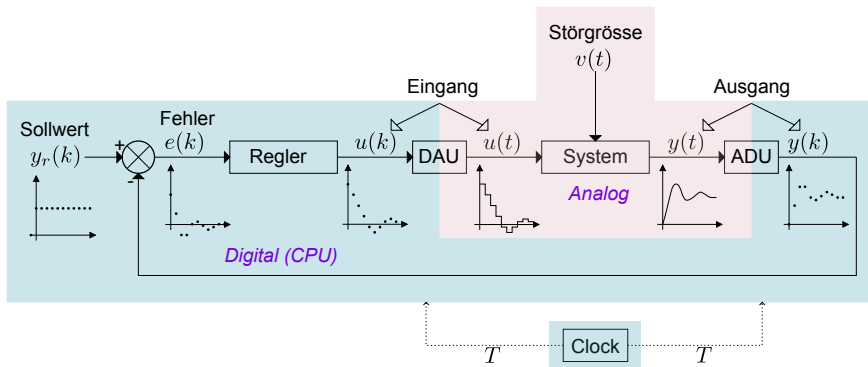 Störgrösse
v(t)
Eingang
Ausgang
Sollwert
Fehler
y_r(k)
+
-
e(k)
Regler
u(k)
DAU
u(t)
System
y(t)
ADU
y(k)
Analog
Digital (CPU)
T
Clock
T